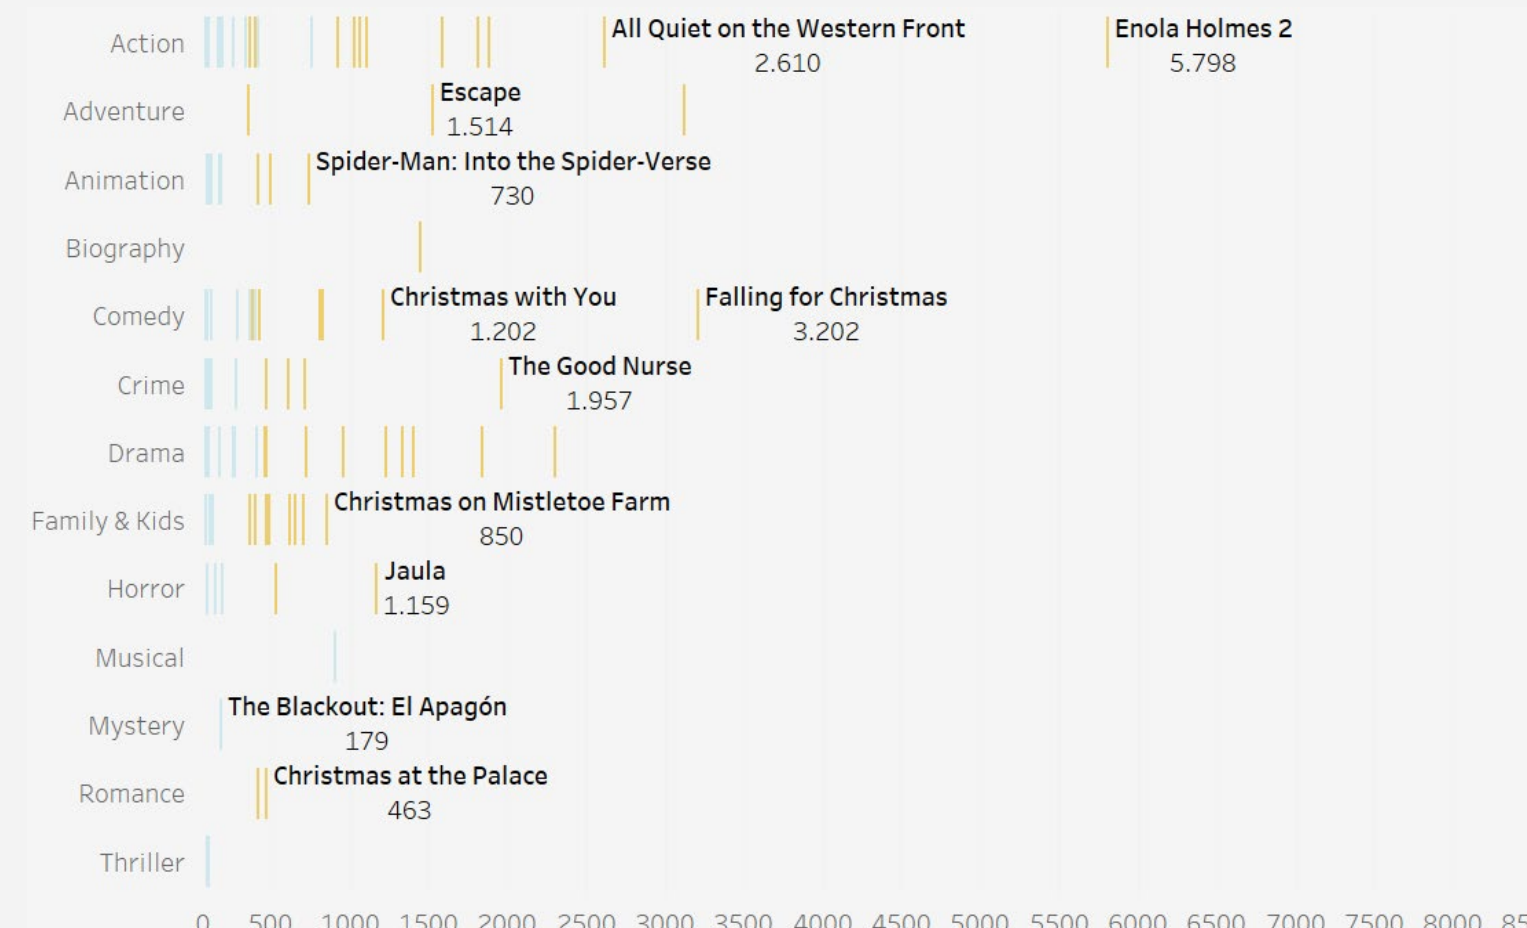 Action
All Quiet on the Western Front
2.610
Enola Holmes 2
5.798
Adventure
Escape
1.514
Animation
Spider-Man: Into the Spider-Verse
730
Biography
Comedy
Christmas with You
1.202
Falling for Christmas
3.202
Crime
The Good Nurse
1.957
Drama
Family & Kids
Christmas on Mistletoe Farm
850
Horror
Jaula
1.159
Musical
Mystery
The Blackout: El Apagón
179
Romance
Christmas at the Palace
463
Thriller
0 500 1000 1500 2000 2500 3000 3500 4000 4500 5000 5500 6000 6500 7000 7500 8000